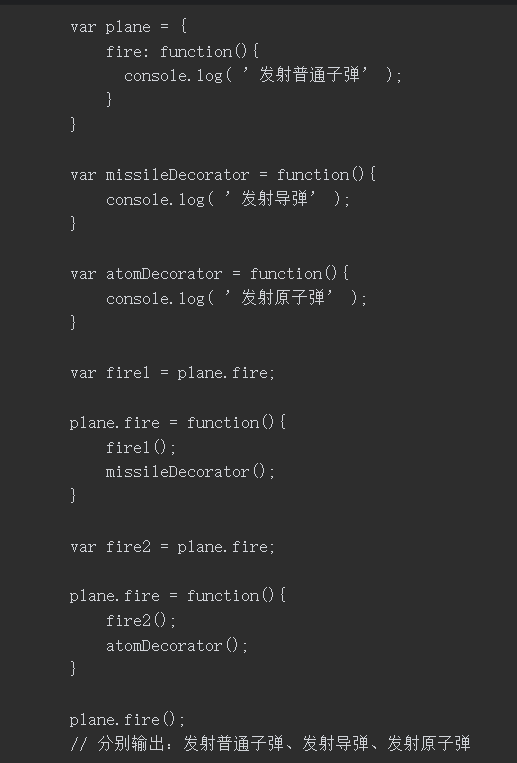 var plane = {
fire: function(){
console.log( ’发射普通子弹’ );
}
}
var missileDecorator = function(){
console.log( ’发射导弹’ );
}
var atomDecorator = function(){
console.log( ’发射原子弹’ );
}
var fire1 = plane.fire;
plane.fire = function(){
fire1();
missileDecorator();
}
var fire2 = plane.fire;
plane.fire = function(){
fire2();
atomDecorator();
}
plane.fire();
// 分别输出：发射普通子弹、发射导弹、发射原子弹